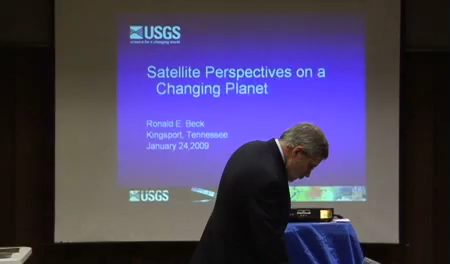 USGS
science for a changing world
Satellite Perspectives on a
Changing Planet
Ronald E. Beck
Kingsport, Tennessee
January 24,2009
USGS